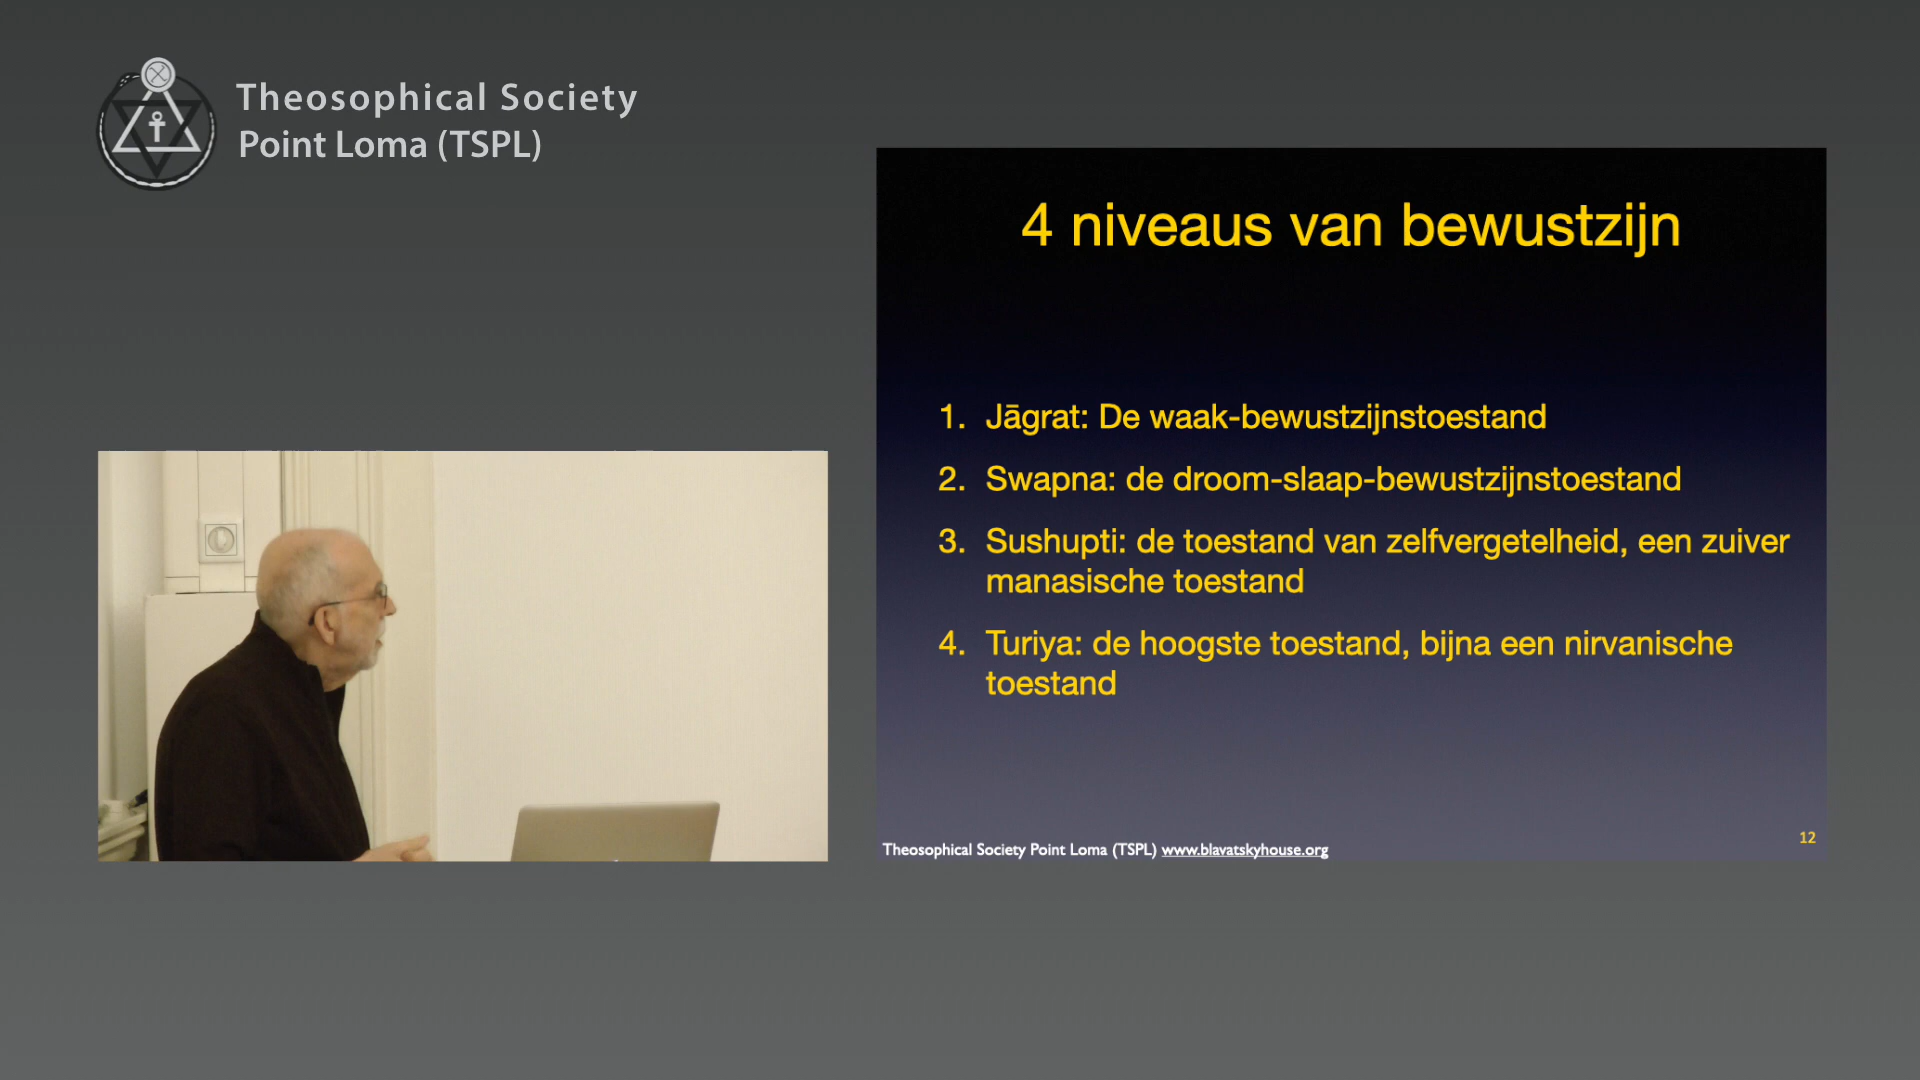 Theosophical Society
Point Loma (TSPL)
4 niveaus van bewustzijn
1. Jāgrat: De waak-bewustzijnstoestand
2. Swapna: de droom-slaap-bewustzijnstoestand
3. Sushupti: de toestand van zelfvergetelheid, een zuiver
manasische toestand
4. Turiya: de hoogste toestand, bijna een nirvanische
toestand
Theosophical Society Point Loma (TSPL) www.blavatskyhouse.org
12